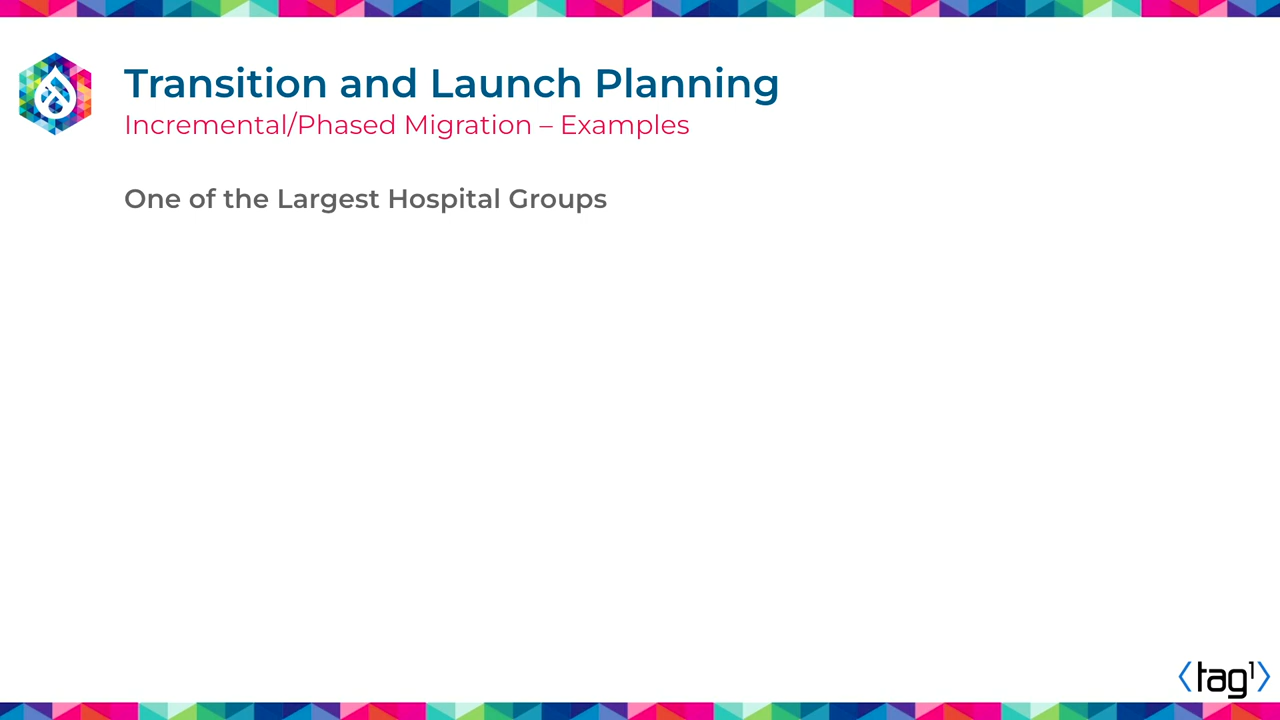 Transition and Launch Planning
Incremental/Phased Migration – Examples
One of the Largest Hospital Groups
⟨tag1⟩